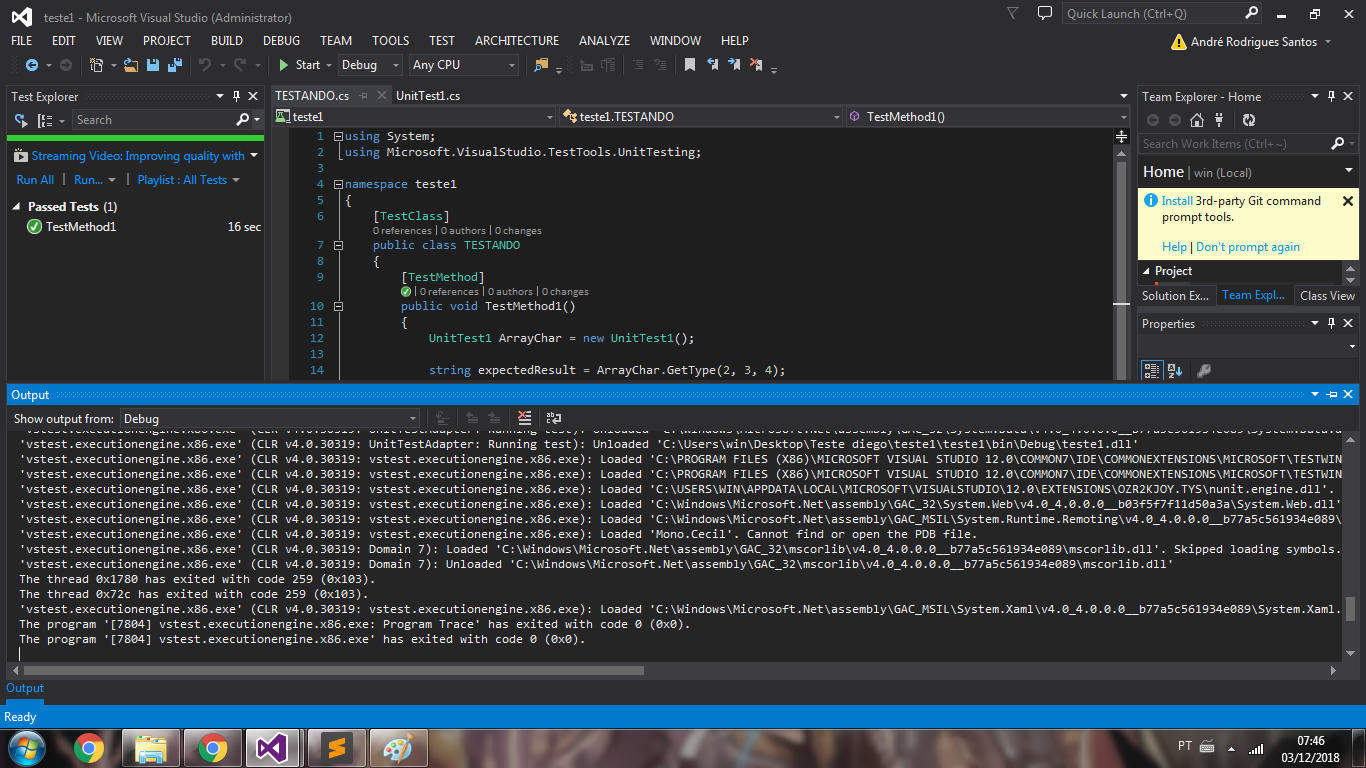 teste1 - Microsoft Visual Studio (Administrator)
Quick Launch (Ctrl+Q)
FILE EDIT VIEW PROJECT BUILD DEBUG TEAM TOOLS TEST ARCHITECTURE ANALYZE WINDOW HELP
André Rodrigues Santos
Start Debug Any CPU
Test Explorer
Search
Streaming Video: Improving quality with
Run All | Run... | Playlist : All Tests
Passed Tests (1)
TestMethod1 16 sec
TESTANDO.cs UnitTest1.cs
teste1 teste1.TESTANDO TestMethod1()
1 using System;
2 using Microsoft.VisualStudio.TestTools.UnitTesting;
3
4 namespace teste1
5 {
6 [TestClass]
0 references | 0 authors | 0 changes
7 public class TESTANDO
8 {
9 [TestMethod]
| 0 references | 0 authors | 0 changes
10 public void TestMethod1()
11 {
12 UnitTest1 ArrayChar = new UnitTest1();
13
14 string expectedResult = ArrayChar.GetType(2, 3, 4);
Team Explorer - Home
Search Work Items (Ctrl+~)
Home | win (Local)
Install 3rd-party Git command
prompt tools.
Help | Don't prompt again
Project
Solution Ex... Team Expl... Class View
Properties
Output
Show output from: Debug
'vstest.executionengine.x86.exe' (CLR v4.0.30319: UnitTestAdapter: Running test): Unloaded 'C:\Users\win\Desktop\Teste diego\teste1\teste1\bin\Debug\teste1.dll'
'vstest.executionengine.x86.exe' (CLR v4.0.30319: vstest.executionengine.x86.exe): Loaded 'C:\PROGRAM FILES (X86)\MICROSOFT VISUAL STUDIO 12.0\COMMON7\IDE\COMMONEXTENSIONS\MICROSOFT\TESTWIN
'vstest.executionengine.x86.exe' (CLR v4.0.30319: vstest.executionengine.x86.exe): Loaded 'C:\PROGRAM FILES (X86)\MICROSOFT VISUAL STUDIO 12.0\COMMON7\IDE\COMMONEXTENSIONS\MICROSOFT\TESTWIN
'vstest.executionengine.x86.exe' (CLR v4.0.30319: vstest.executionengine.x86.exe): Loaded 'C:\USERS\WIN\APPDATA\LOCAL\MICROSOFT\VISUALSTUDIO\12.0\EXTENSIONS\OZR2KJOY.TYS\nunit.engine.dll'.
'vstest.executionengine.x86.exe' (CLR v4.0.30319: vstest.executionengine.x86.exe): Loaded 'C:\Windows\Microsoft.Net\assembly\GAC_32\System.Web\v4.0_4.0.0.0__b03f5f7f11d50a3a\System.Web.dll'
'vstest.executionengine.x86.exe' (CLR v4.0.30319: vstest.executionengine.x86.exe): Loaded 'C:\Windows\Microsoft.Net\assembly\GAC_MSIL\System.Runtime.Remoting\v4.0_4.0.0.0__b77a5c561934e089\
'vstest.executionengine.x86.exe' (CLR v4.0.30319: vstest.executionengine.x86.exe): Loaded 'Mono.Cecil'. Cannot find or open the PDB file.
'vstest.executionengine.x86.exe' (CLR v4.0.30319: Domain 7): Loaded 'C:\Windows\Microsoft.Net\assembly\GAC_32\mscorlib\v4.0_4.0.0.0__b77a5c561934e089\mscorlib.dll'. Skipped loading symbols.
'vstest.executionengine.x86.exe' (CLR v4.0.30319: Domain 7): Unloaded 'C:\Windows\Microsoft.Net\assembly\GAC_32\mscorlib\v4.0_4.0.0.0__b77a5c561934e089\mscorlib.dll'
The thread 0x1780 has exited with code 259 (0x103).
The thread 0x72c has exited with code 259 (0x103).
'vstest.executionengine.x86.exe' (CLR v4.0.30319: vstest.executionengine.x86.exe): Loaded 'C:\Windows\Microsoft.Net\assembly\GAC_MSIL\System.Xaml\v4.0_4.0.0.0__b77a5c561934e089\System.Xaml.
The program '[7804] vstest.executionengine.x86.exe: Program Trace' has exited with code 0 (0x0).
The program '[7804] vstest.executionengine.x86.exe' has exited with code 0 (0x0).
Output
Ready
PT
07:46
03/12/2018